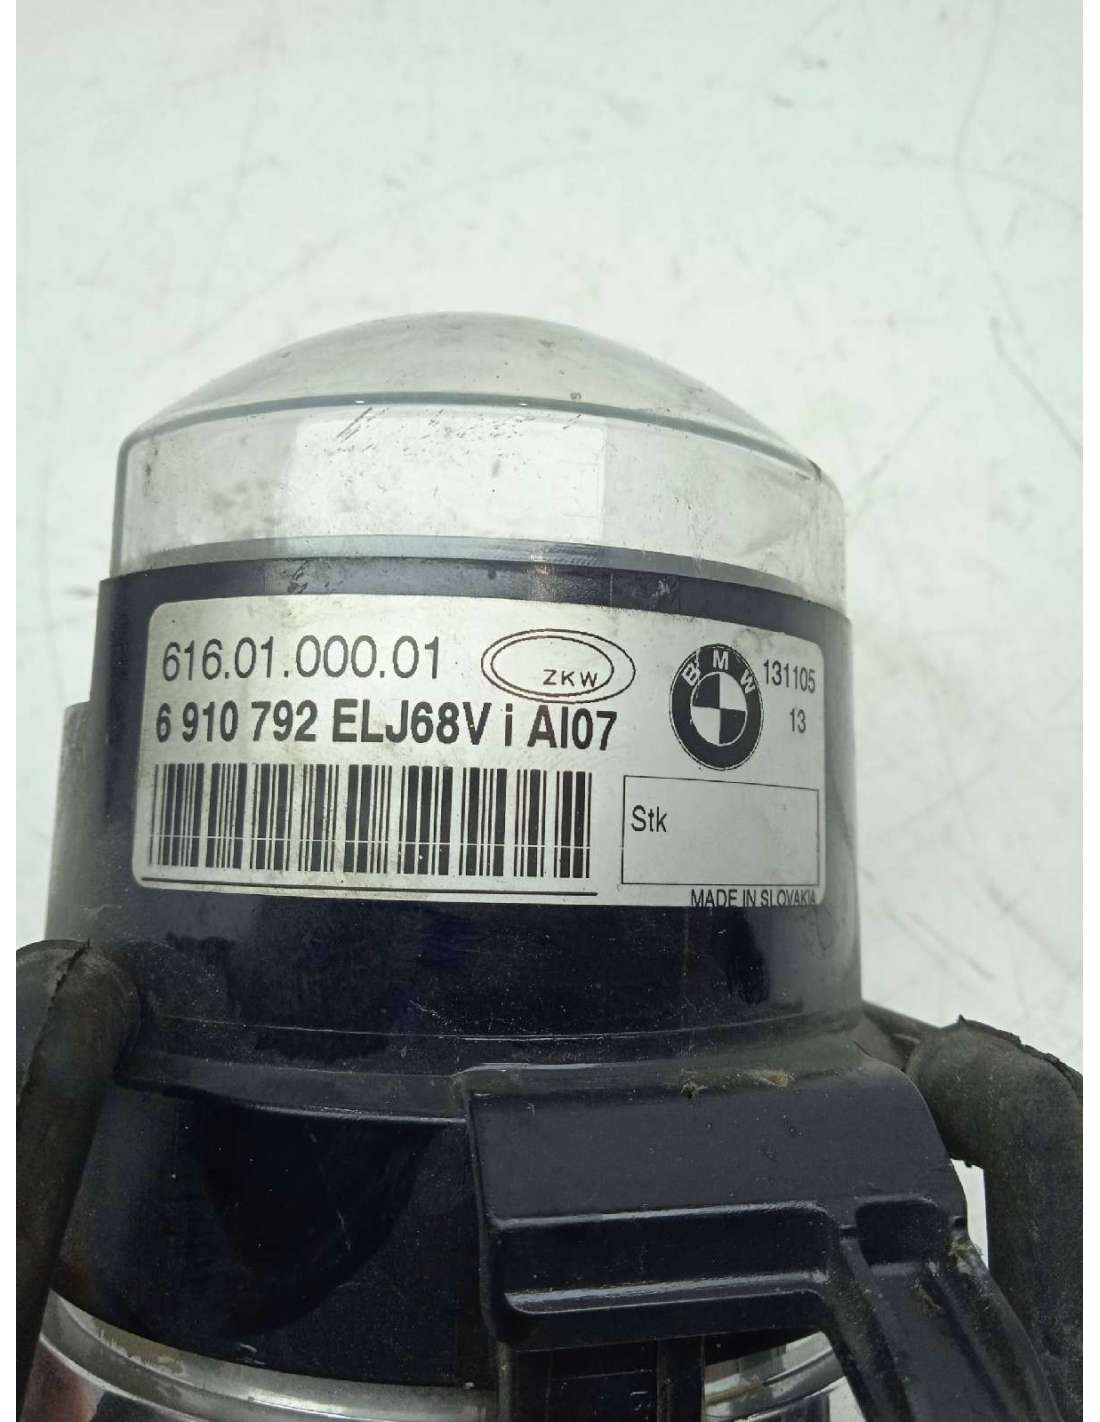 616.01.000.01 ZKW BMW 131105
6 910 792 ELJ68V i AI07 13
Stk
MADE IN SLOVAKIA